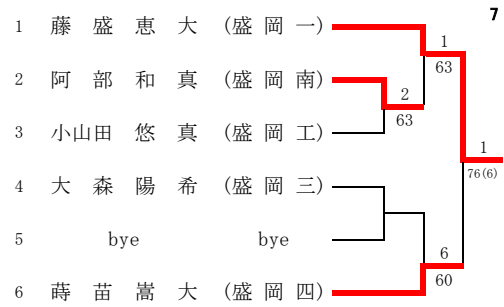 7
1 藤 盛 恵 大 (盛 岡 一)
1
63
2 阿 部 和 真 (盛 岡 南)
2
63
3 小山田 悠 真 (盛 岡 工)
1
76(6)
4 大 森 陽 希 (盛 岡 三)
5 bye bye
6
60
6 蒔 苗 嵩 大 (盛 岡 四)